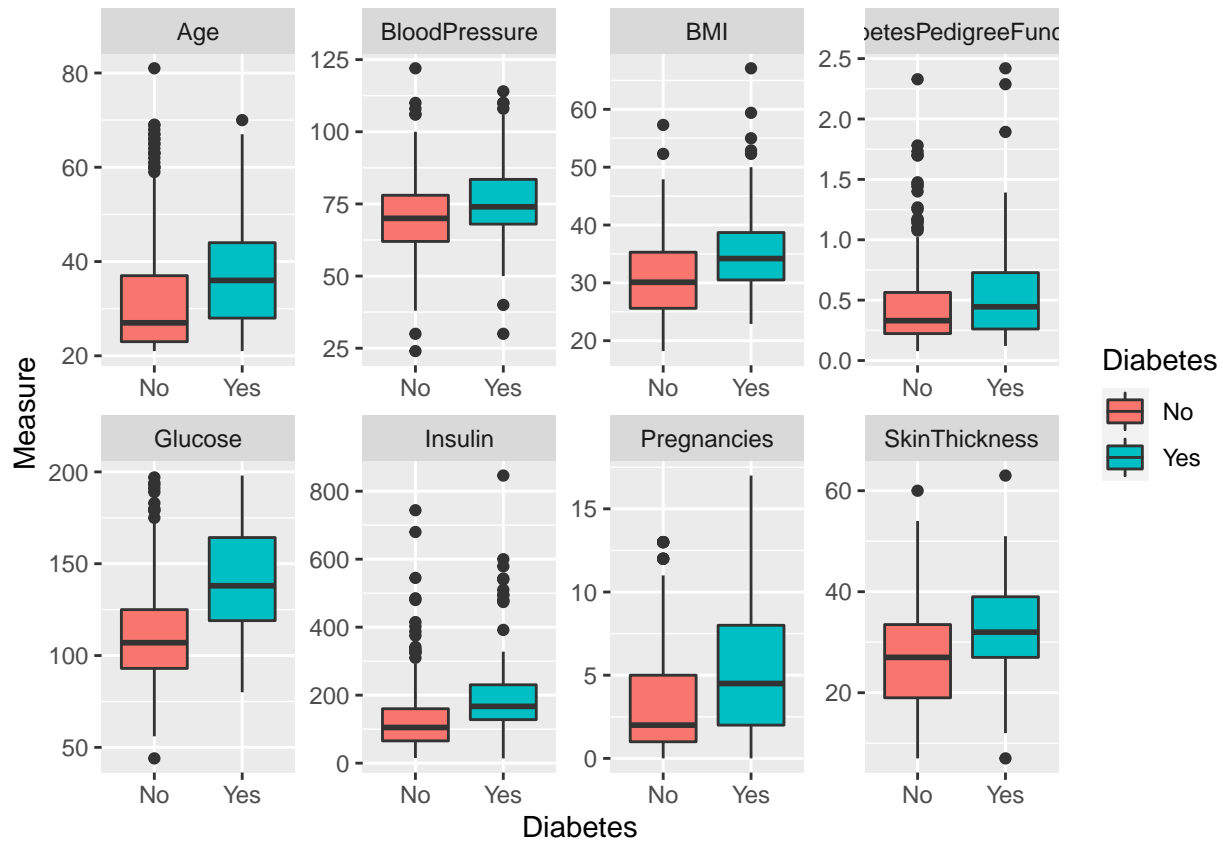 Age
BloodPressure
BMI
betesPedigreeFunc
80
60
40
20
No
Yes
125
100
75
50
25
No
Yes
60
50
40
30
20
No
Yes
2.5
2.0
1.5
1.0
0.5
0.0
No
Yes
Measure
Glucose
Insulin
Pregnancies
SkinThickness
200
150
100
50
No
Yes
800
600
400
200
0
No
Yes
15
10
5
0
No
Yes
60
40
20
No
Yes
Diabetes
Diabetes
No
Yes